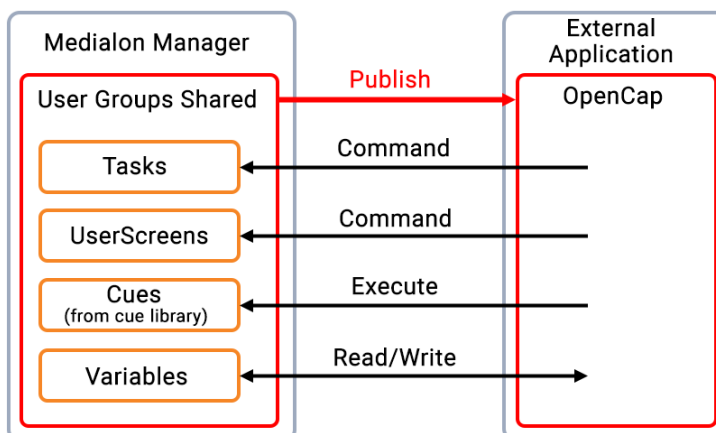 Medialon Manager
External
Application
User Groups Shared
Publish
OpenCap
Tasks
Command
UserScreens
Command
Cues
(from cue library)
Execute
Variables
Read/Write